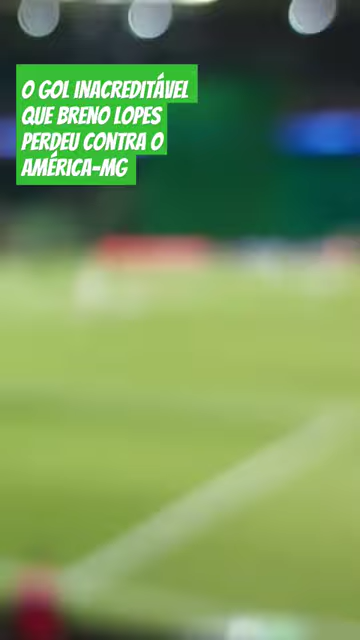 O GOL INACREDITÁVEL
QUE BRENO LOPES
PERDEU CONTRA O
AMÉRICA-MG